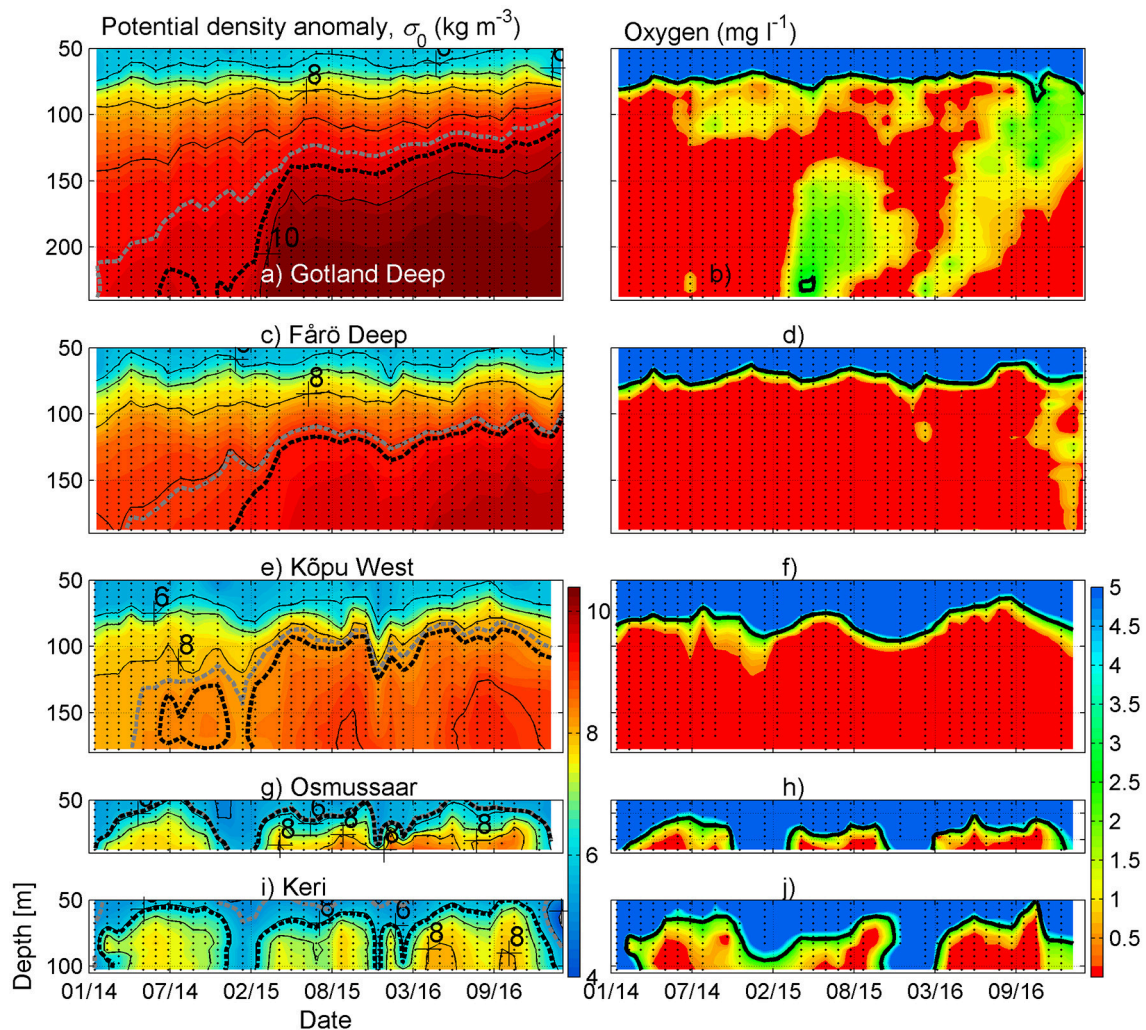 Potential density anomaly, σ0 (kg m-3)
Oxygen (mg l-1)
50
100
150
200
8
10
a) Gotland Deep
b)
c) Fårö Deep
d)
50
100
150
8
e) Kõpu West
f)
50
100
150
6
8
10
8
6
4
5
4.5
4
3.5
3
2.5
2
1.5
1
0.5
g) Osmussaar
h)
50
8
6
8
8
8
i) Keri
j)
50
100
8
6
8
8
Depth [m]
01/14 07/14 02/15 08/15 03/16 09/16
01/14 07/14 02/15 08/15 03/16 09/16
Date